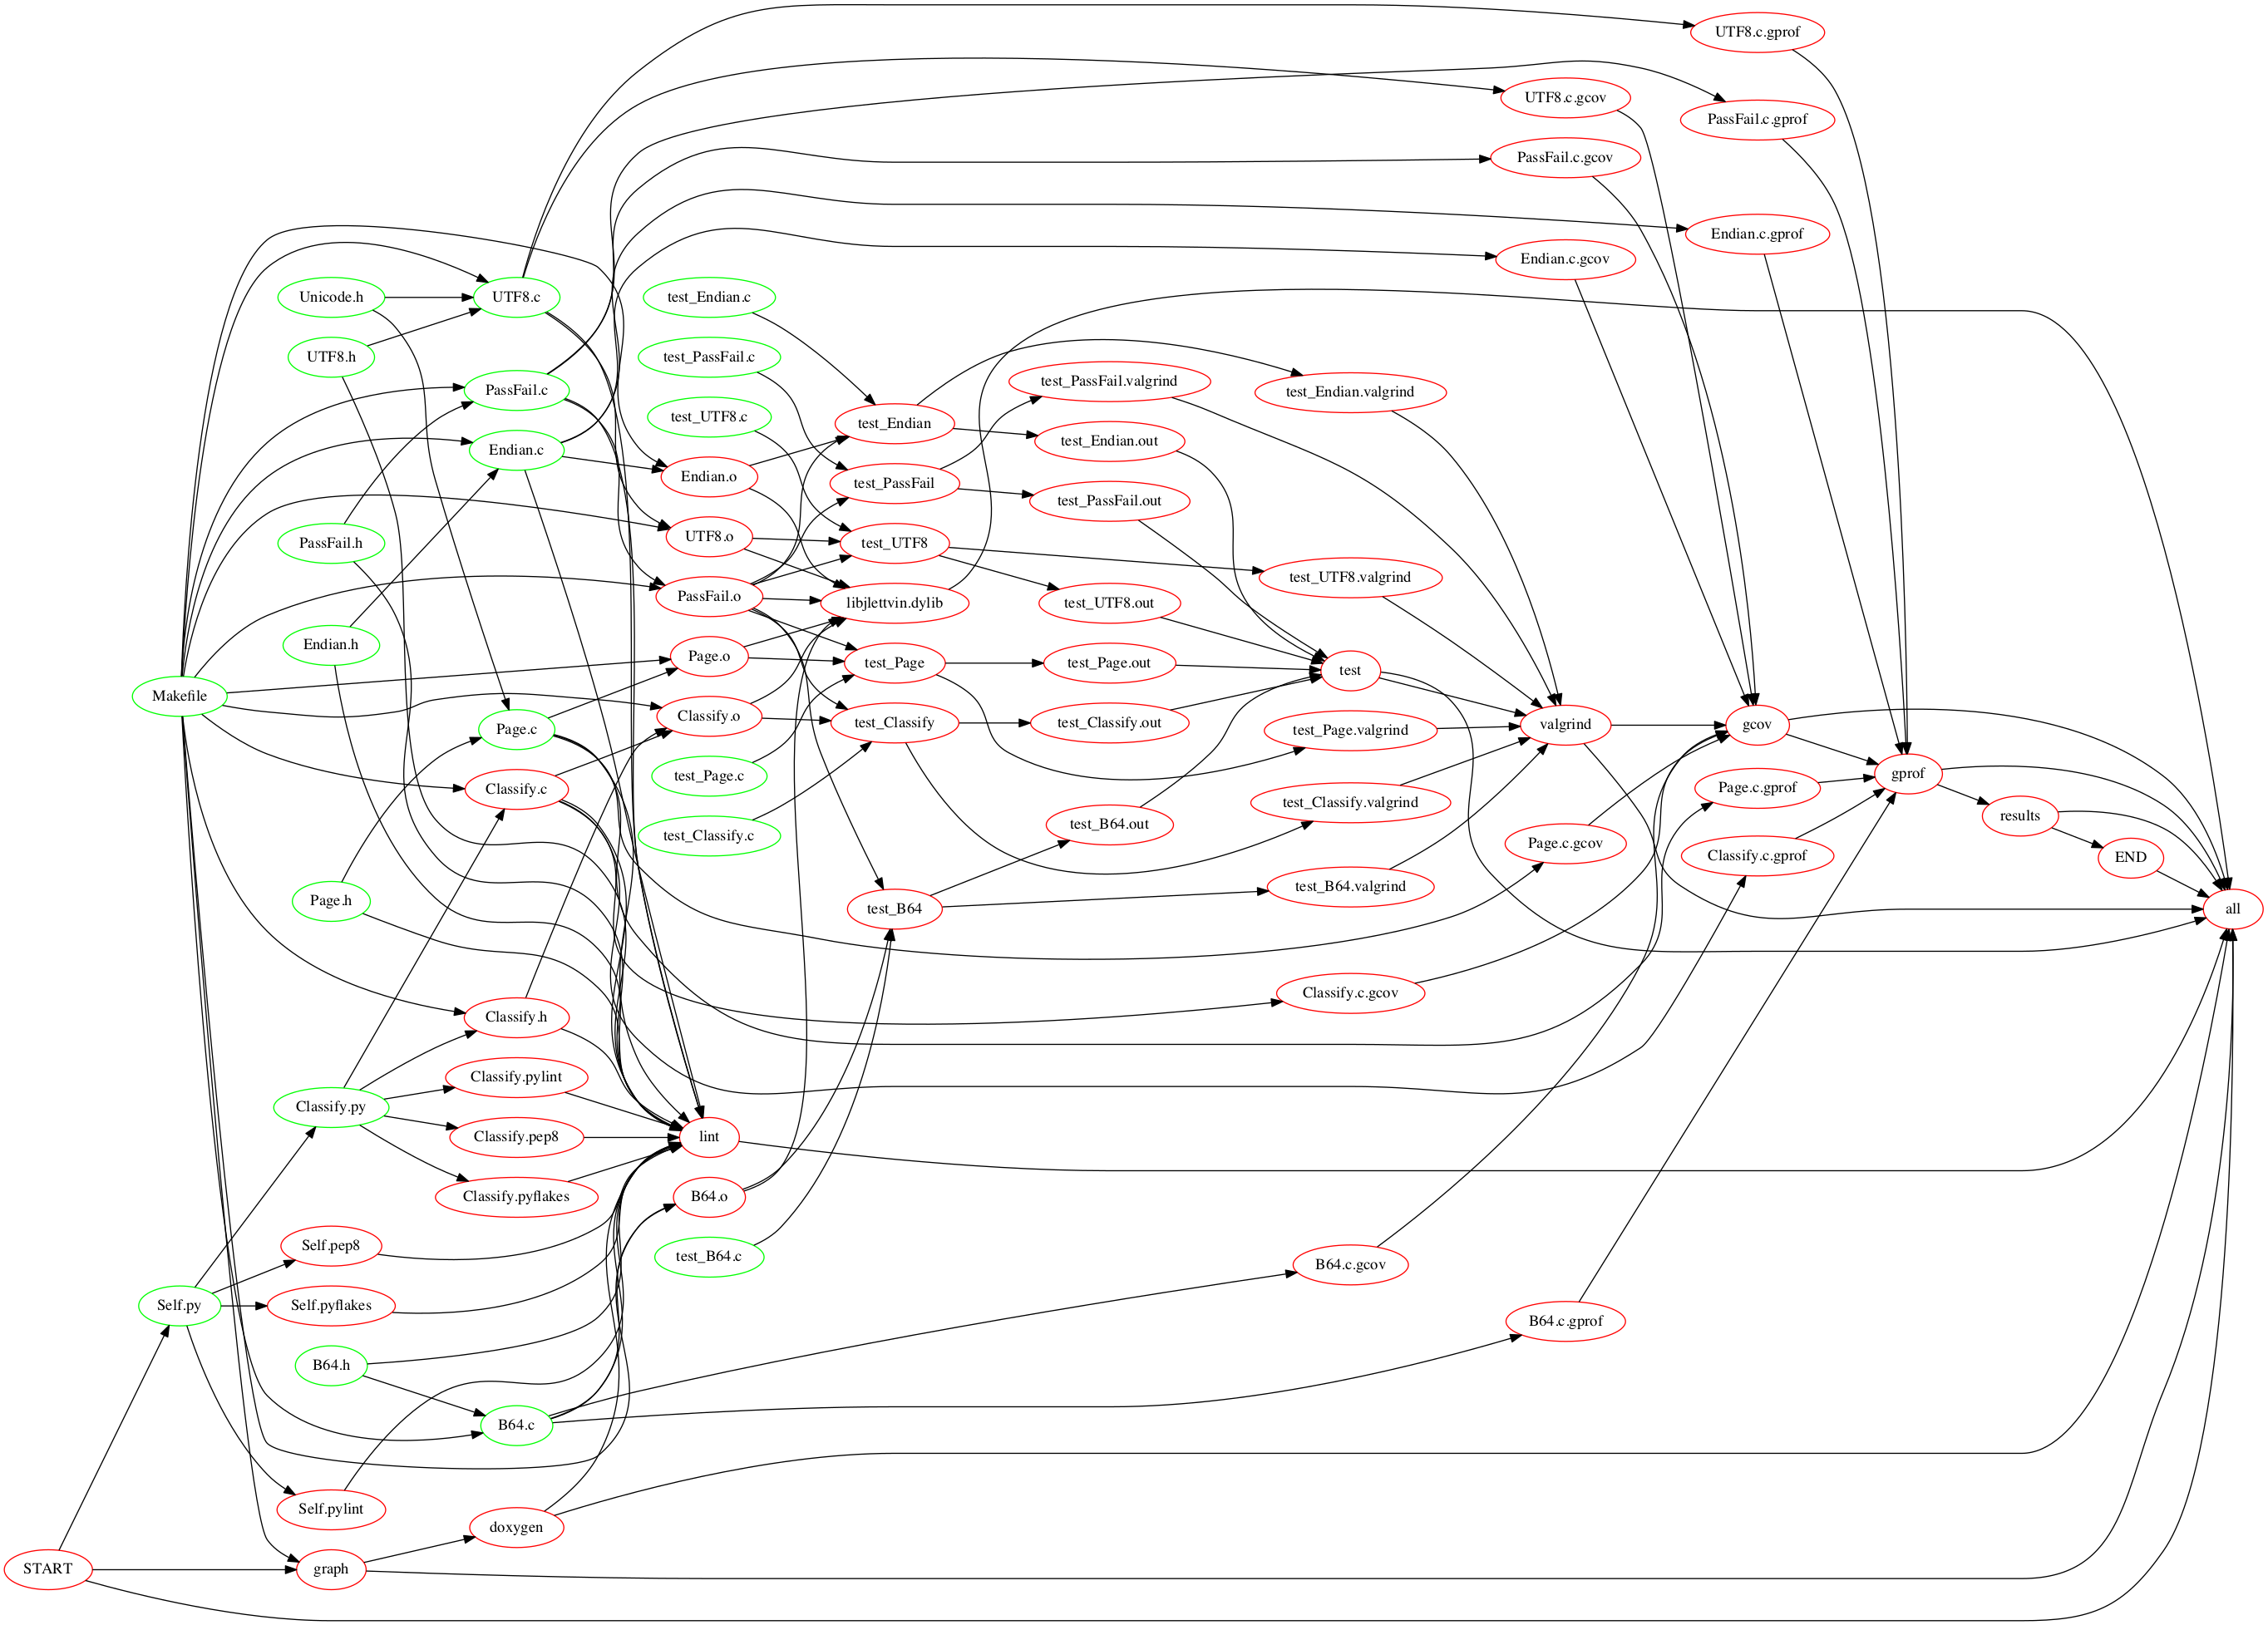 UTF8.c.gprof
UTF8.c.gcov
PassFail.c.gprof
PassFail.c.gcov
Endian.c.gprof
Endian.c.gcov
Unicode.h
UTF8.c
test_Endian.c
UTF8.h
test_PassFail.c
PassFail.c
test_PassFail.valgrind
test_Endian.valgrind
test_UTF8.c
test_Endian
Endian.c
test_Endian.out
Endian.o
test_PassFail
test_PassFail.out
PassFail.h
UTF8.o
test_UTF8
test_UTF8.valgrind
PassFail.o
libjlettvin.dylib
test_UTF8.out
Endian.h
Page.o
test_Page
test_Page.out
test
Makefile
Page.c
Classify.o
test_Classify
test_Classify.out
test_Page.valgrind
valgrind
gcov
gprof
test_Page.c
Classify.c
Page.c.gprof
test_Classify.valgrind
results
test_Classify.c
test_B64.out
Page.c.gcov
Classify.c.gprof
END
Page.h
test_B64
test_B64.valgrind
all
Classify.c.gcov
Classify.h
Classify.pylint
Classify.py
Classify.pep8
lint
Classify.pyflakes
B64.o
Self.pep8
test_B64.c
B64.c.gcov
Self.py
Self.pyflakes
B64.c.gprof
B64.h
B64.c
Self.pylint
doxygen
START
graph